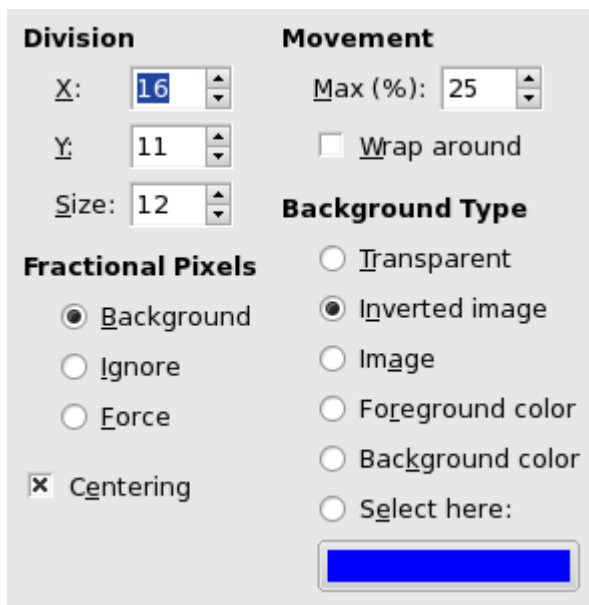 Division
X: 16
Y: 11
Size: 12
Fractional Pixels
Background
Ignore
Force
Centering
Movement
Max (%): 25
Wrap around
Background Type
Transparent
Inverted image
Image
Foreground color
Background color
Select here: